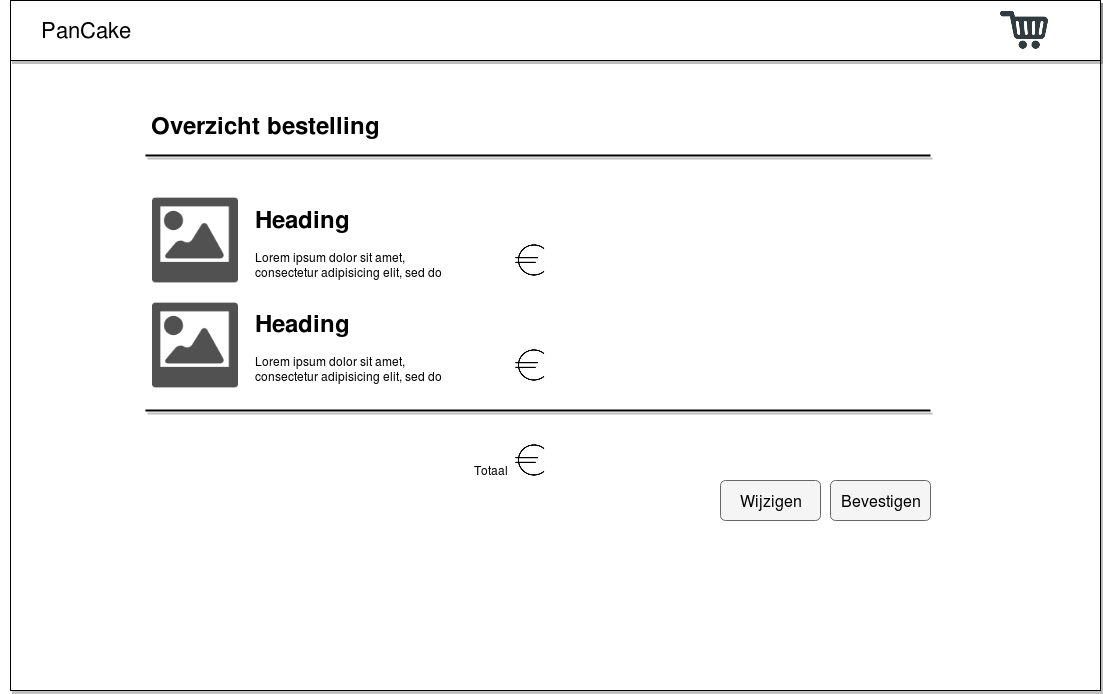 PanCake
Overzicht bestelling
Heading
Lorem ipsum dolor sit amet,
consectetur adipisicing elit, sed do
€
Heading
Lorem ipsum dolor sit amet,
consectetur adipisicing elit, sed do
€
Totaal €
Wijzigen
Bevestigen